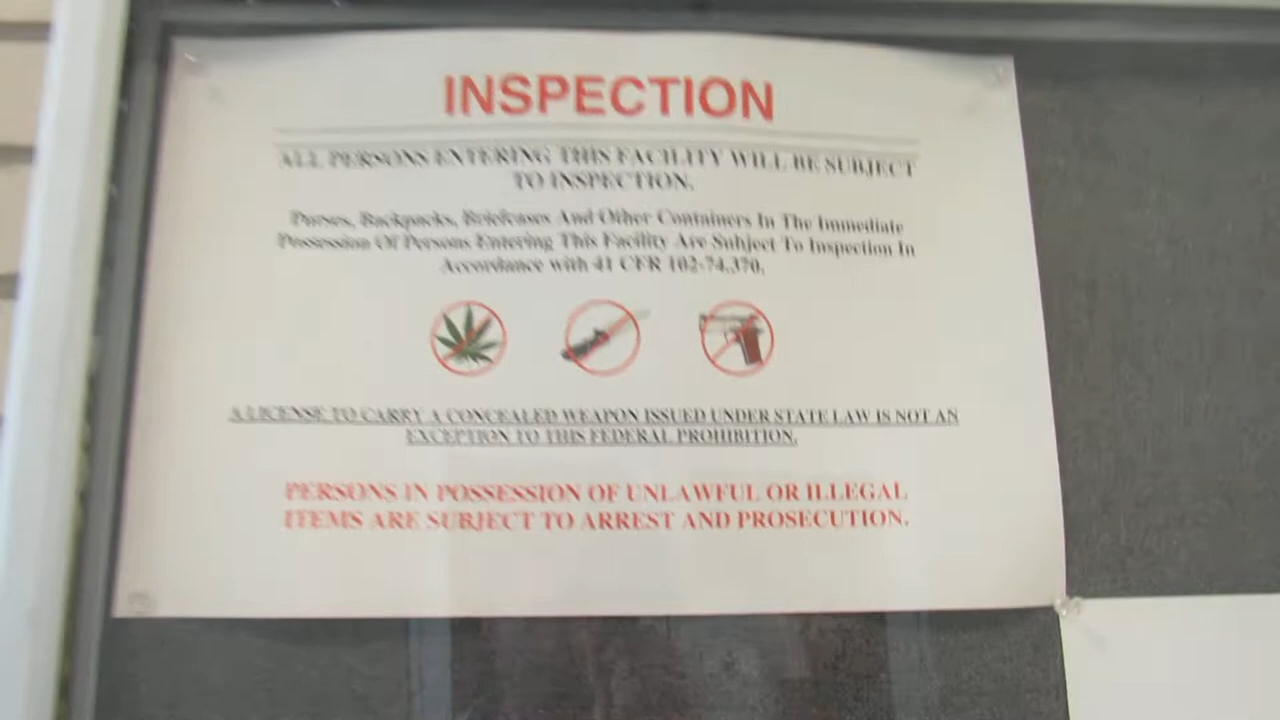 INSPECTION
ALL PERSONS ENTERING THIS FACILITY WILL BE SUBJECT
TO INSPECTION.
Purses, Backpacks, Briefcases And Other Containers In The Immediate
Possession Of Persons Entering This Facility Are Subject To Inspection In
Accordance with 41 CFR 102-74.370.
A LICENSE TO CARRY A CONCEALED WEAPON ISSUED UNDER STATE LAW IS NOT AN
EXCEPTION TO THIS FEDERAL PROHIBITION.
PERSONS IN POSSESSION OF UNLAWFUL OR ILLEGAL
ITEMS ARE SUBJECT TO ARREST AND PROSECUTION.